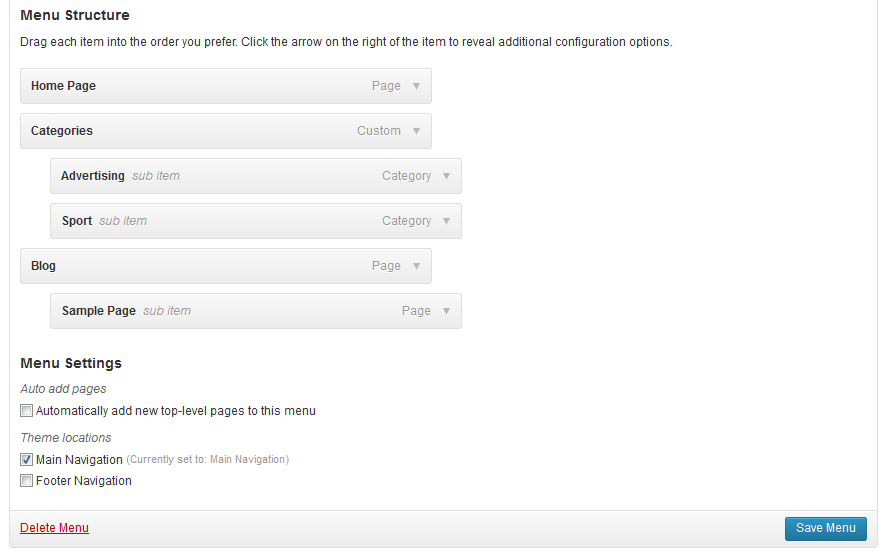 Menu Structure
Drag each item into the order you prefer. Click the arrow on the right of the item to reveal additional configuration options.
Home Page Page
Categories Custom
Advertising sub item Category
Sport sub item Category
Blog Page
Sample Page sub item Page
Menu Settings
Auto add pages
Automatically add new top-level pages to this menu
Theme locations
Main Navigation (Currently set to: Main Navigation)
Footer Navigation
Delete Menu Save Menu